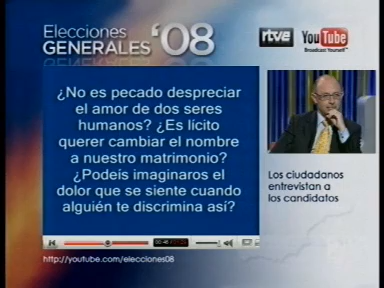 Elecciones
GENERALES '08
rtve
YouTube
Broadcast Yourself™
¿No es pecado despreciar
el amor de dos seres
humanos? ¿Es lícito
querer cambiar el nombre
a nuestro matrimonio?
¿Podeís imaginaros el
dolor que se siente cuando
alguién te discrimina así?
Los ciudadanos
entrevistan a
los candidatos
http://youtube.com/elecciones08